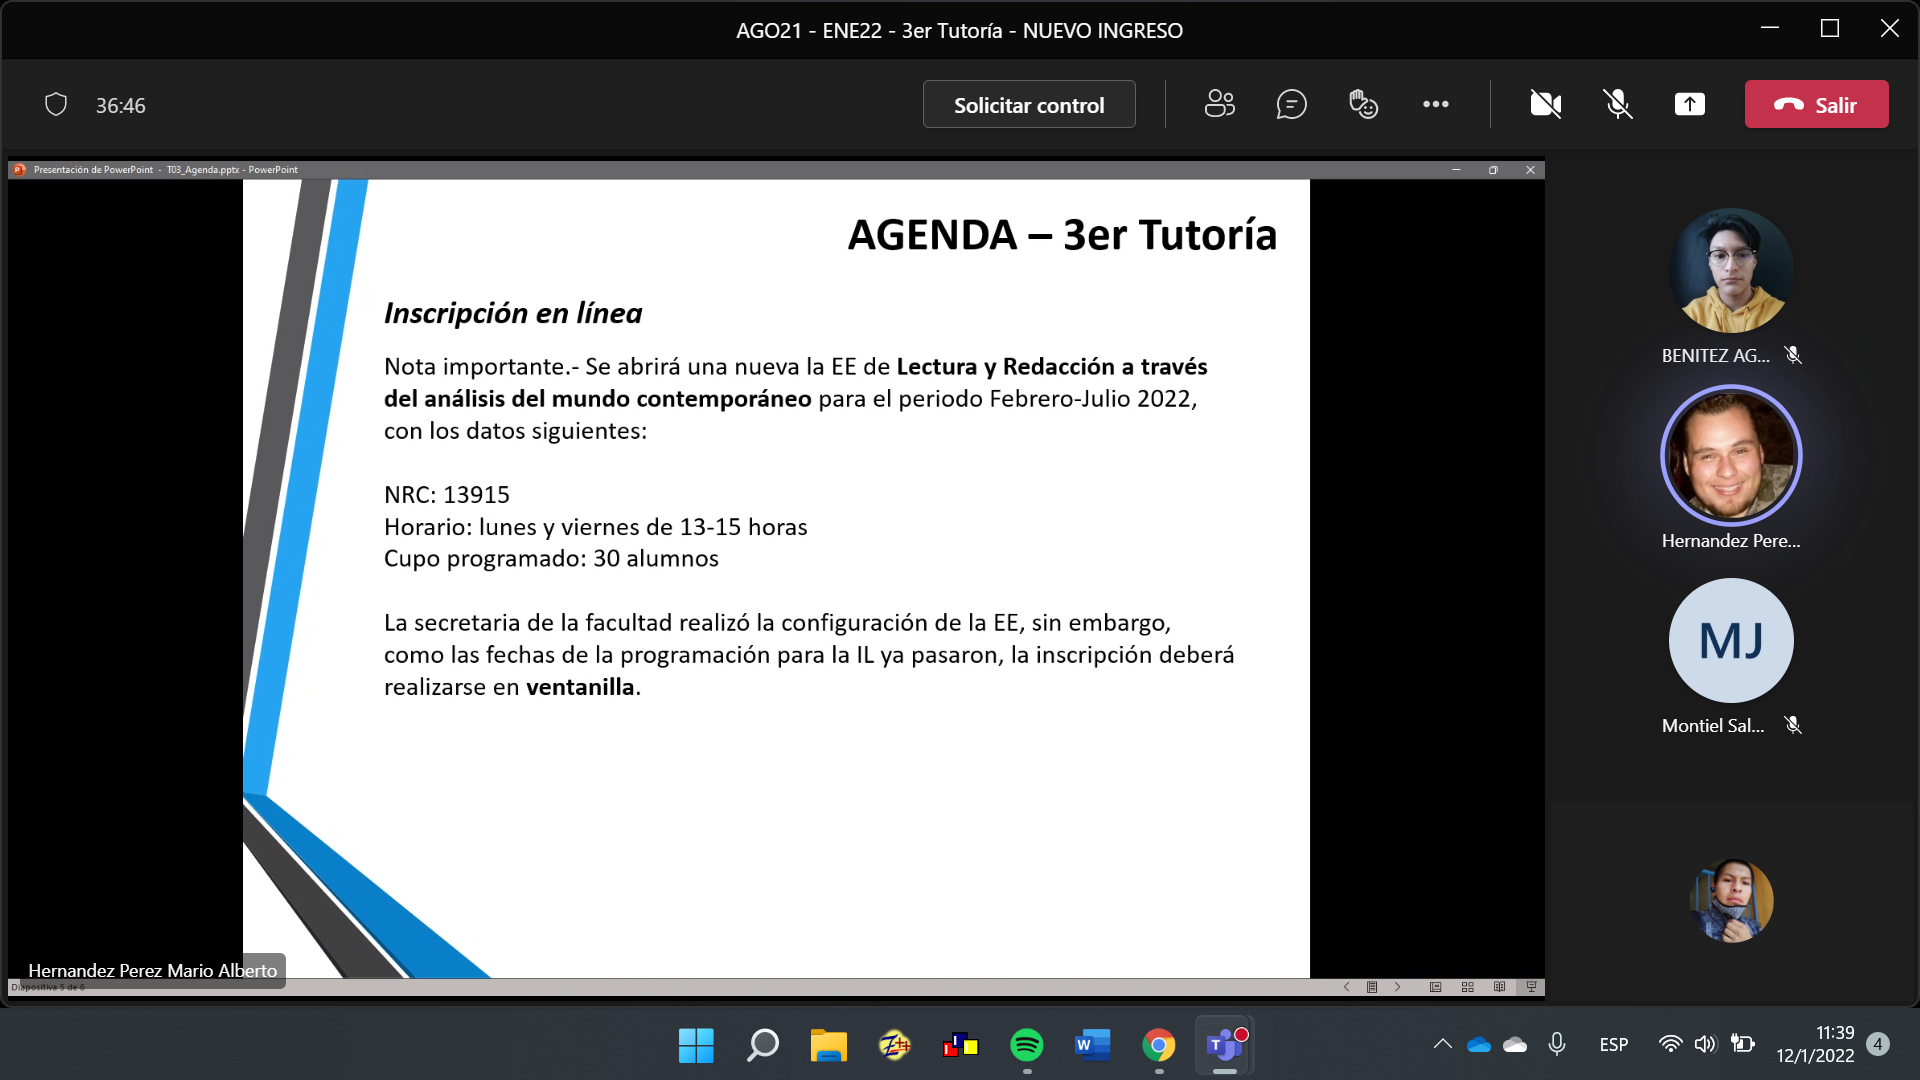 AGO21 - ENE22 - 3er Tutoría - NUEVO INGRESO
36:46
Solicitar control
Salir
Presentación de PowerPoint - T03_Agenda.pptx - PowerPoint
AGENDA – 3er Tutoría
Inscripción en línea
Nota importante.- Se abrirá una nueva la EE de Lectura y Redacción a través
del análisis del mundo contemporáneo para el periodo Febrero-Julio 2022,
con los datos siguientes:
NRC: 13915
Horario: lunes y viernes de 13-15 horas
Cupo programado: 30 alumnos
La secretaria de la facultad realizó la configuración de la EE, sin embargo,
como las fechas de la programación para la IL ya pasaron, la inscripción deberá
realizarse en ventanilla.
BENITEZ AG...
Hernandez Pere...
MJ
Montiel Sal...
Hernandez Perez Mario Alberto
Diapositiva 5 de 6
ESP
11:39
12/1/2022
4